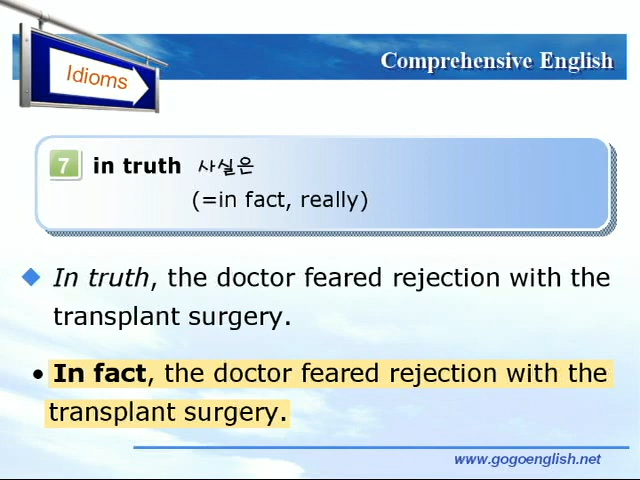 Idioms
Comprehensive English
7 in truth 사실은
(=in fact, really)
In truth, the doctor feared rejection with the
transplant surgery.
• In fact, the doctor feared rejection with the
transplant surgery.
www.gogoenglish.net